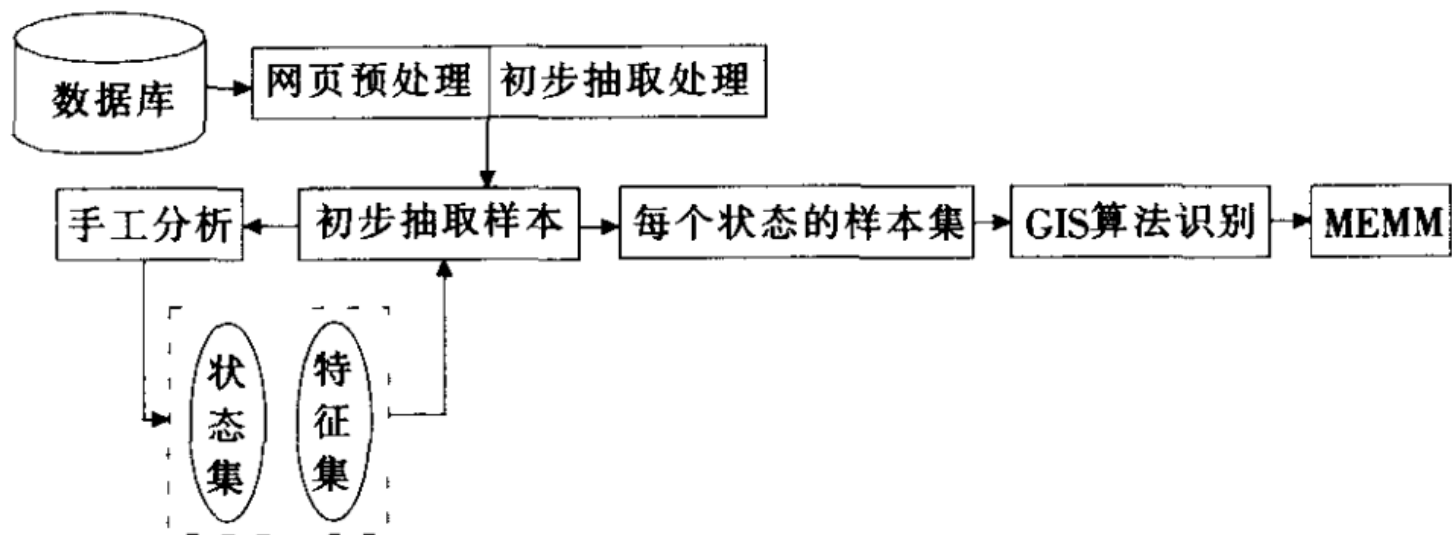 数据库
网页预处理
初步抽取处理
手工分析
初步抽取样本
每个状态的样本集
GIS算法识别
MEMM
状态集
特征集